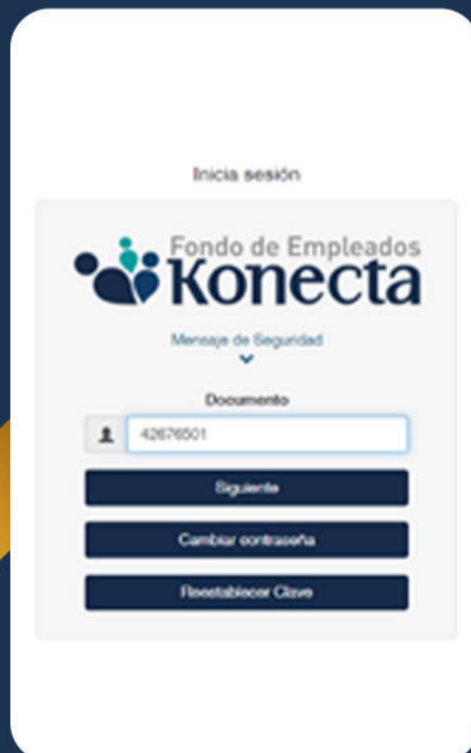 Inicia sesión
Fondo de Empleados
Konecta
Mensaje de Seguridad
Documento
42676501
Siguiente
Cambiar contraseña
Reestablecer Clave